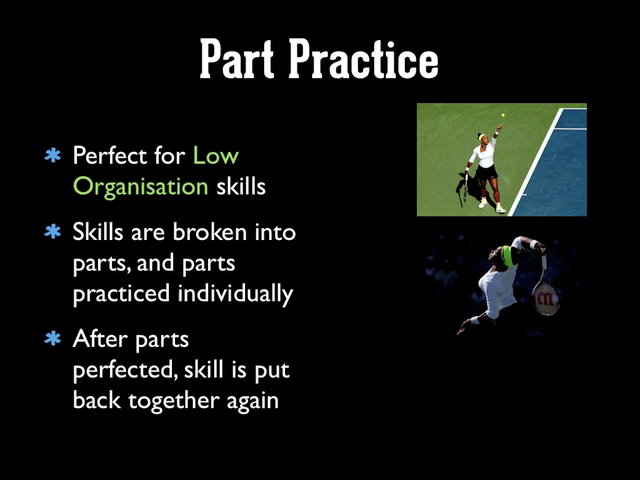 Part Practice
Perfect for Low
Organisation skills
Skills are broken into
parts, and parts
practiced individually
After parts
perfected, skill is put
back together again